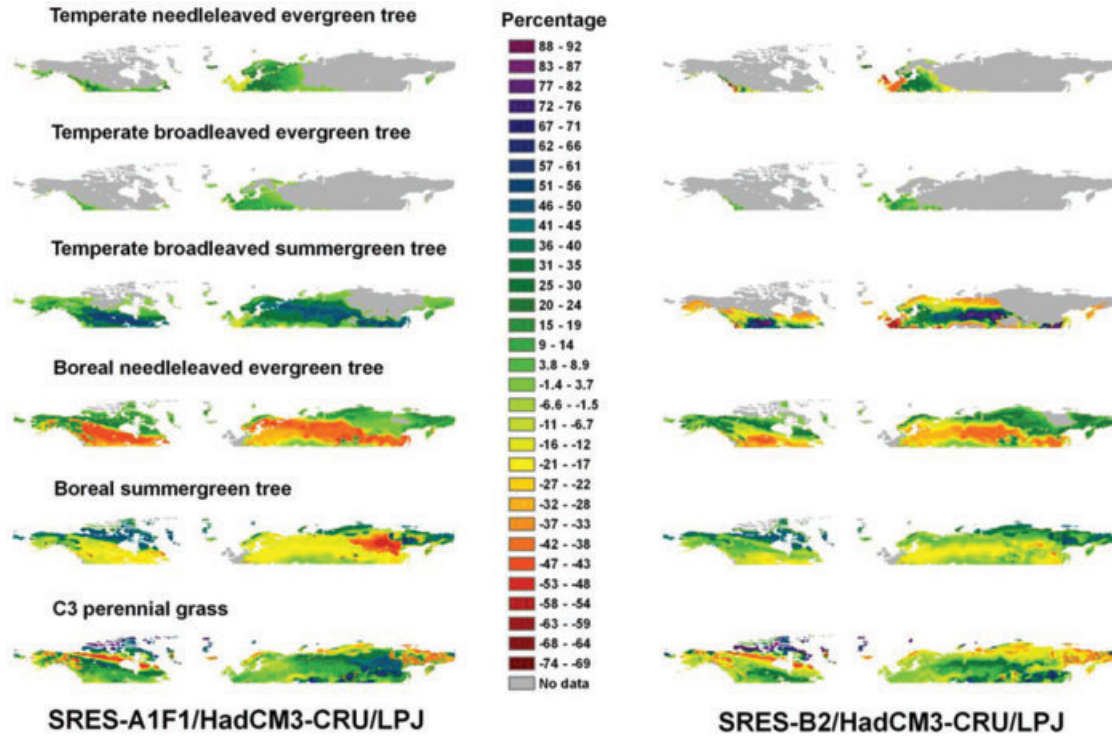 Temperate needleleaved evergreen tree
Temperate broadleaved evergreen tree
Temperate broadleaved summergreen tree
Boreal needleleaved evergreen tree
Boreal summergreen tree
C3 perennial grass
SRES-A1F1/HadCM3-CRU/LPJ
Percentage
88 - 92
83 - 87
77 - 82
72 - 76
67 - 71
62 - 66
57 - 61
51 - 56
46 - 50
41 - 45
36 - 40
31 - 35
25 - 30
20 - 24
15 - 19
9 - 14
3.8 - 8.9
-1.4 - 3.7
-6.6 - -1.5
-11 - -6.7
-16 - -12
-21 - -17
-27 - -22
-32 - -28
-37 - -33
-42 - -38
-47 - -43
-53 - -48
-58 - -54
-63 - -59
-68 - -64
-74 - -69
No data
SRES-B2/HadCM3-CRU/LPJ